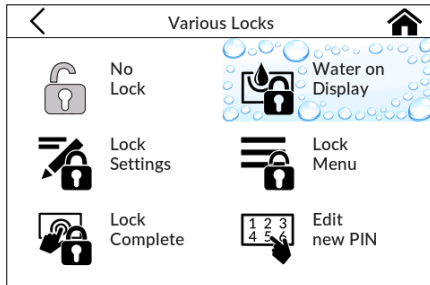 Various Locks
No
Lock
Water on
Display
Lock
Settings
Lock
Menu
Lock
Complete
1 2 3
4 5 6
Edit
new PIN